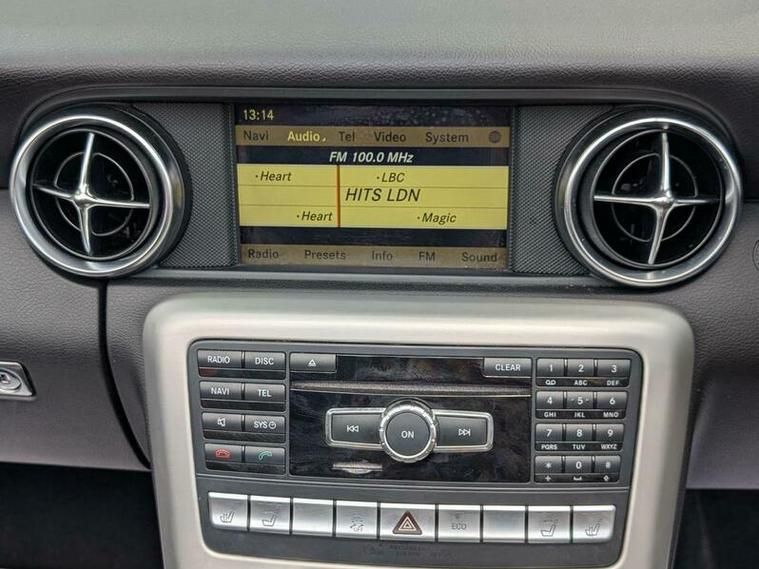 13:14
Navi Audio Tel Video System
FM 100.0 MHz
Heart LBC
HITS LDN
Heart Magic
Radio Presets Info FM Sound
RADIO DISC CLEAR
NAVI TEL
SYS
ON
1 2 3
ABC DEF
4 5 6
GHI JKL MNO
7 8 9
PQRS TUV WXYZ
* 0 #
+
ECO